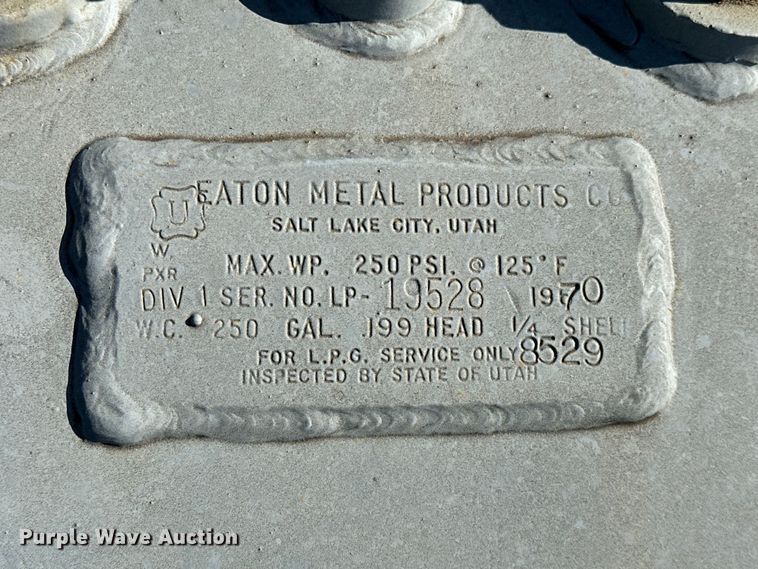 U
EATON METAL PRODUCTS CO
SALT LAKE CITY, UTAH
W.
PXR
MAX. WP. 250 PSI. @ 125° F
DIV 1 SER. NO. LP- 19528 1970
W.C. 250 GAL. .199 HEAD 1/4 SHELL
FOR L.P.G. SERVICE ONLY 8529
INSPECTED BY STATE OF UTAH
Purple Wave Auction